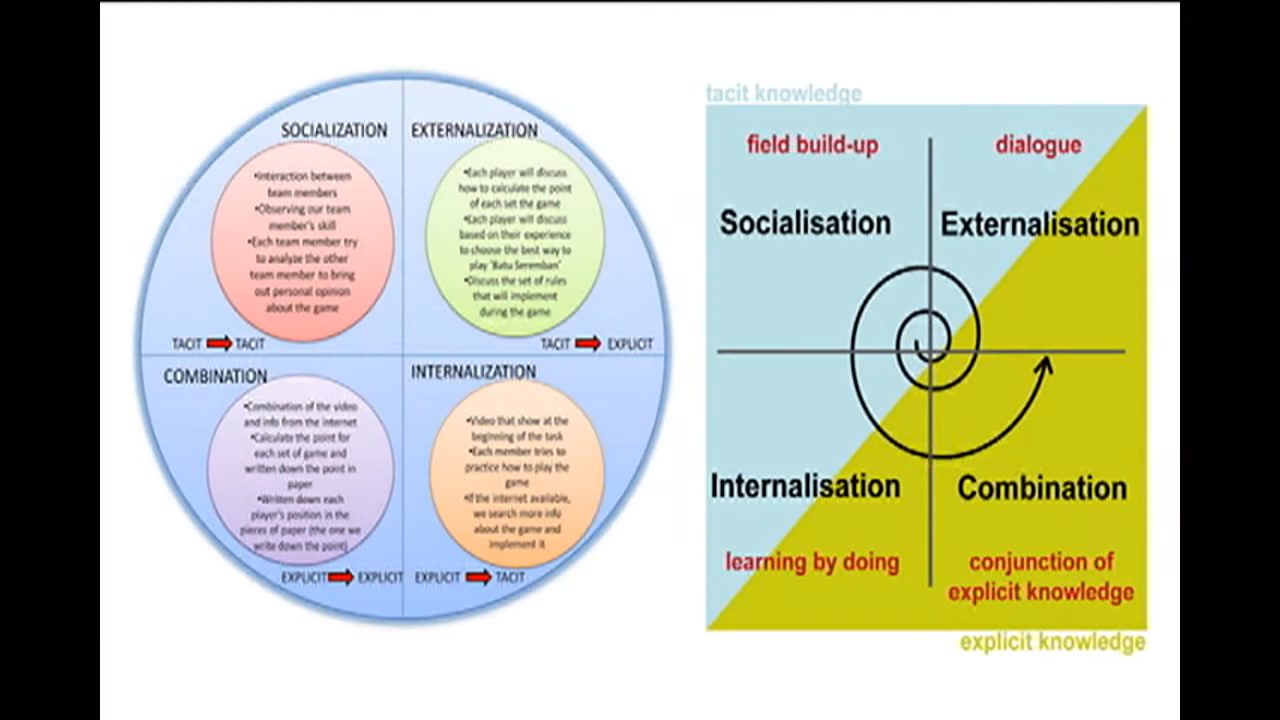 SOCIALIZATION
•Interaction between
team members
•Observing our team
member's skill
•Each team member try
to analyze the other
team member to bring
out personal opinion
about the game
TACIT TACIT
EXTERNALIZATION
•Each player will discuss
how to calculate the point
of each set the game
•Each player will discuss
based on their experience
to choose the best way to
play 'Batu Seremban'
•Discuss the set of rules
that will implement
during the game
TACIT EXPLICIT
COMBINATION
•Combination of the video
and info from the internet
•Calculate the point for
each set of game and
written down the point in
paper
•Written down each
player's position in the
pieces of paper (the one we
write down the point)
EXPLICIT EXPLICIT
INTERNALIZATION
•Video that show at the
beginning of the task
•Each member tries to
practice how to play the
game
•If the internet available,
we search more info
about the game and
implement it
EXPLICIT TACIT
tacit knowledge
field build-up
dialogue
Socialisation
Externalisation
Internalisation
Combination
learning by doing
conjunction of
explicit knowledge
explicit knowledge